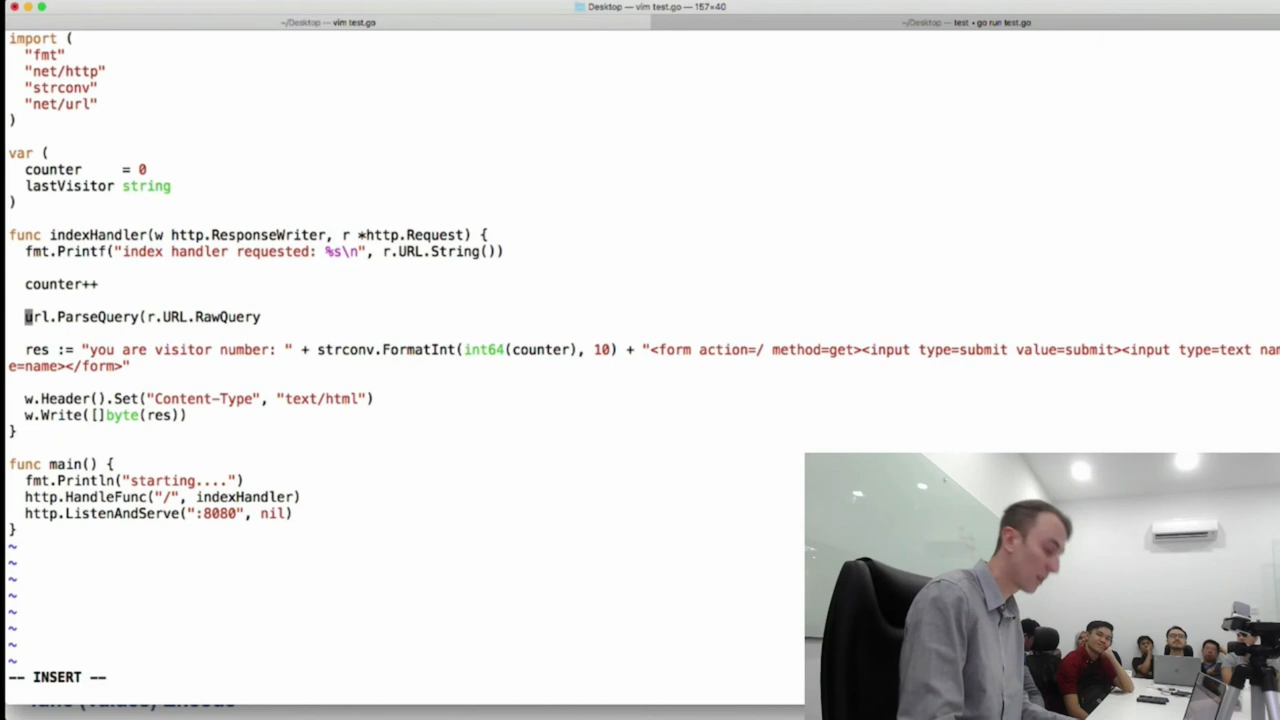 Desktop — vim test.go — 157×40
~/Desktop — vim test.go
~/Desktop — test • go run test.go
import (
"fmt"
"net/http"
"strconv"
"net/url"
)
var (
counter = 0
lastVisitor string
)
func indexHandler(w http.ResponseWriter, r *http.Request) {
fmt.Printf("index handler requested: %s\n", r.URL.String())
counter++
url.ParseQuery(r.URL.RawQuery
res := "you are visitor number: " + strconv.FormatInt(int64(counter), 10) + "<form action=/ method=get><input type=submit value=submit><input type=text nam
e=name></form>"
w.Header().Set("Content-Type", "text/html")
w.Write([]byte(res))
}
func main() {
fmt.Println("starting....")
http.HandleFunc("/", indexHandler)
http.ListenAndServe(":8080", nil)
}
~
~
~
~
~
~
~
~
-- INSERT --